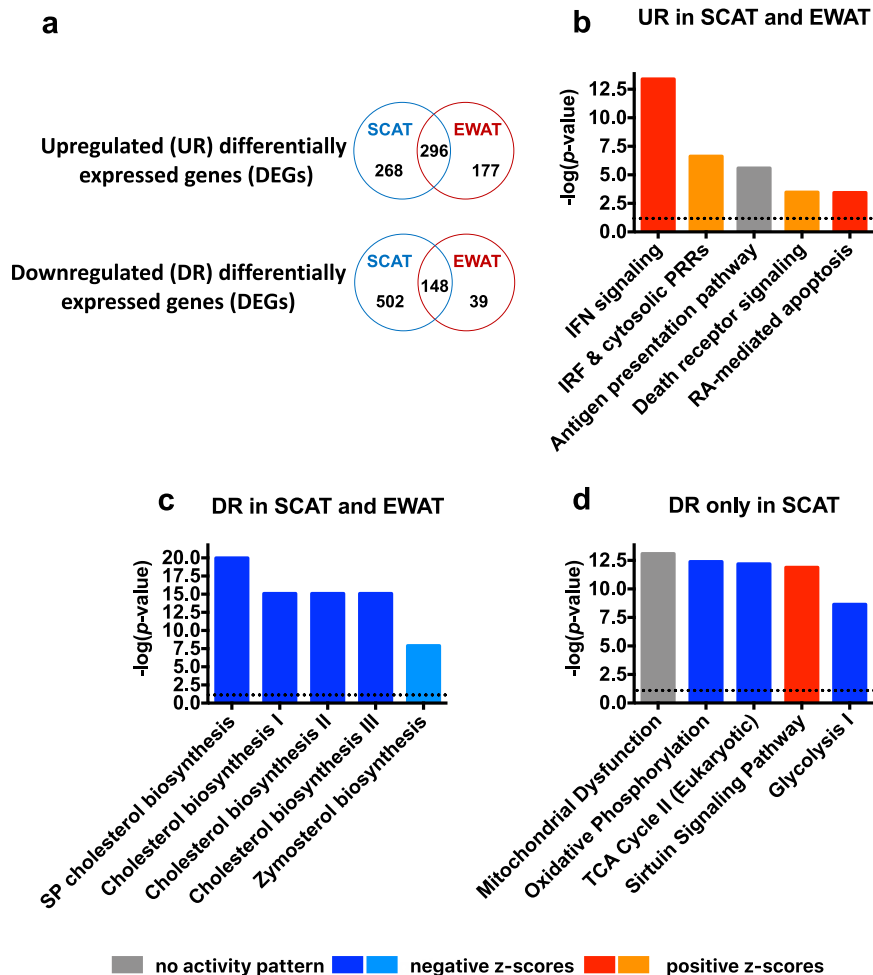 a
Upregulated (UR) differentially
expressed genes (DEGs)
SCAT
EWAT
268
296
177
Downregulated (DR) differentially
expressed genes (DEGs)
SCAT
EWAT
502
148
39
b
UR in SCAT and EWAT
-log(p-value)
12.5
10.0
7.5
5.0
2.5
0.0
IFN signaling
IRF & cytosolic PRRs
Antigen presentation pathway
Death receptor signaling
RA-mediated apoptosis
c
DR in SCAT and EWAT
-log(p-value)
20.0
17.5
15.0
12.5
10.0
7.5
5.0
2.5
0.0
SP cholesterol biosynthesis
Cholesterol biosynthesis I
Cholesterol biosynthesis II
Cholesterol biosynthesis III
Zymosterol biosynthesis
d
DR only in SCAT
-log(p-value)
12.5
10.0
7.5
5.0
2.5
0.0
Mitochondrial Dysfunction
Oxidative Phosphorylation
TCA Cycle II (Eukaryotic)
Sirtuin Signaling Pathway
Glycolysis I
no activity pattern
negative z-scores
positive z-scores